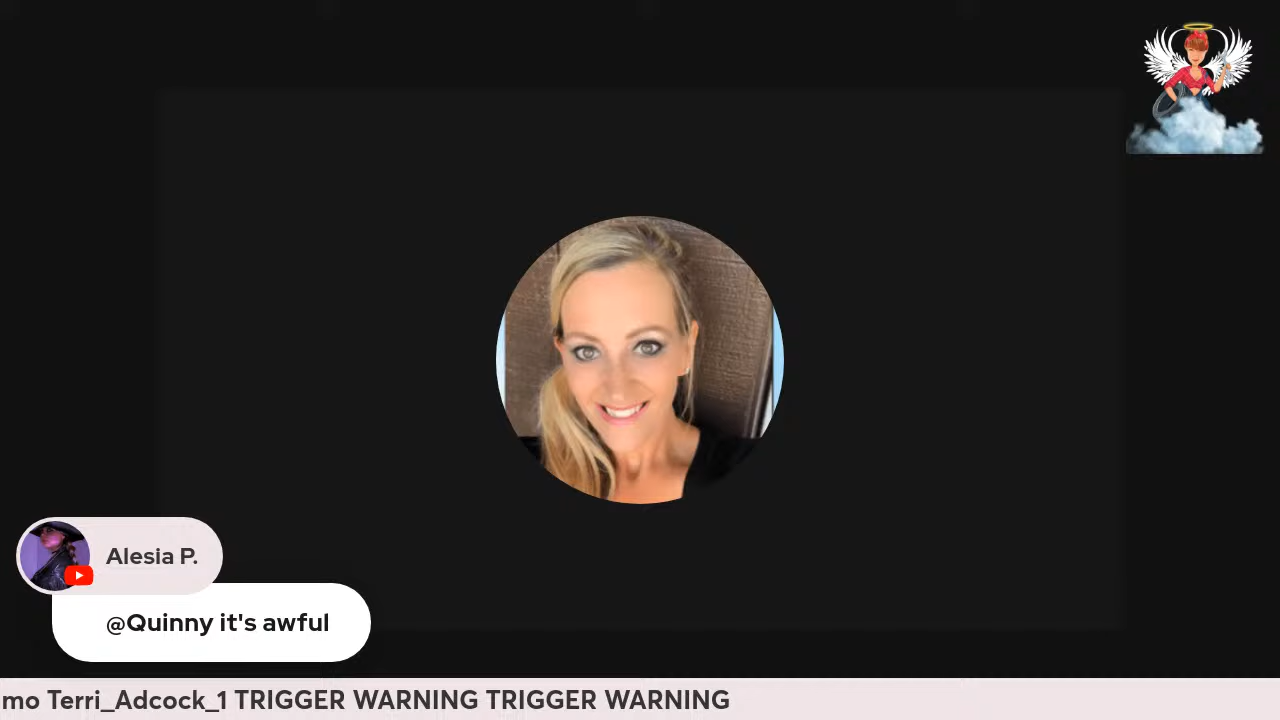 Alesia P.
@Quinny it's awful
mo Terri_Adcock_1 TRIGGER WARNING TRIGGER WARNING